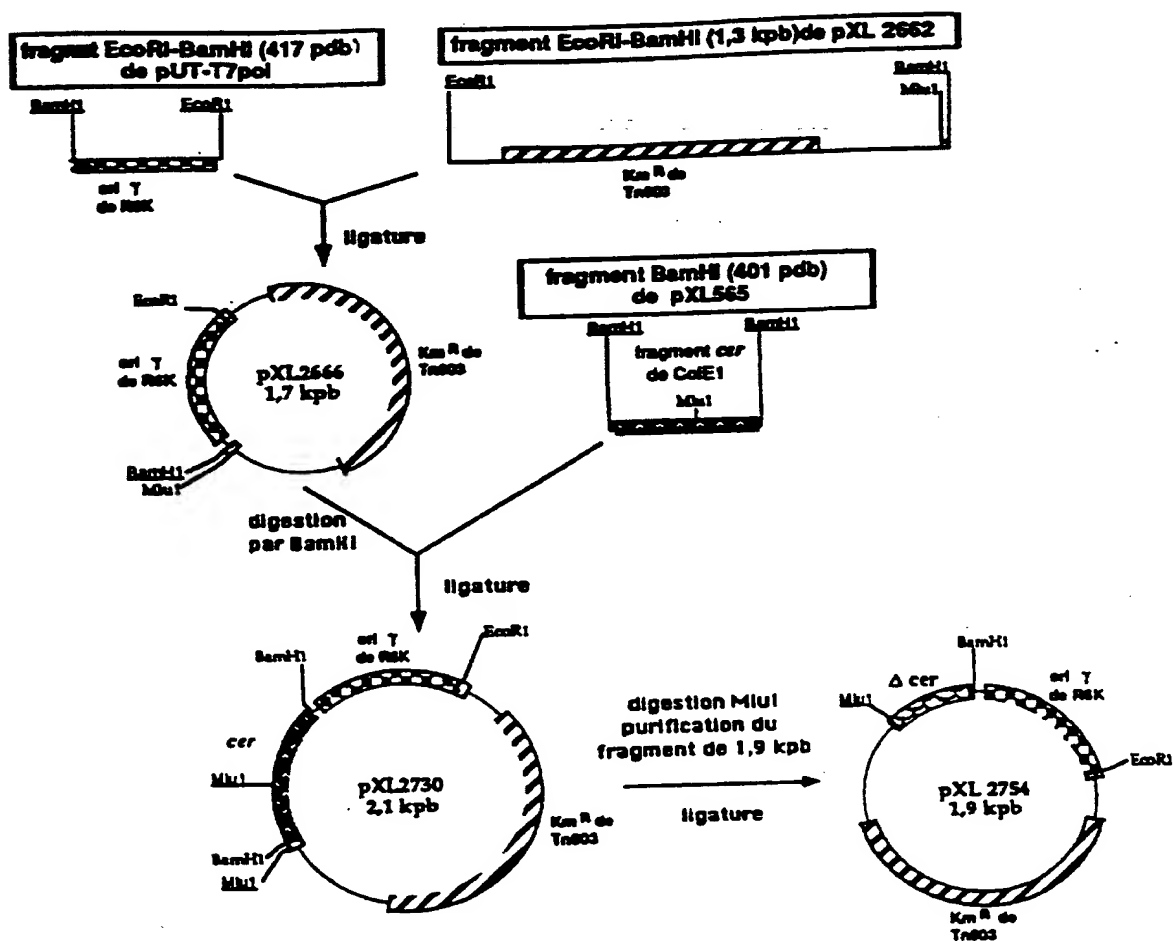 fragment EcoRI-BamHI (417 pdb)
de pUT-T7pol
BamH1
EcoR1
ori γ
de R6K
fragment EcoRI-BamHI (1,3 kpb)de pXL 2662
EcoR1
BamH1
Mlu1
Km R de
Tn903
ligature
EcoR1
ori γ
de R6K
pXL2666
1,7 kpb
Km R de
Tn903
BamH1
Mlu1
fragment BamHI (401 pdb)
de pXL565
BamH1
BamH1
fragment cer
de ColE1
Mlu1
digestion
par BamHI
ligature
ori γ
de R6K
EcoR1
BamH1
cer
Mlu1
pXL2730
2,1 kpb
Km R de
Tn903
BamH1
Mlu1
digestion MluI
purification du
fragment de 1,9 kpb
ligature
BamH1
Δ cer
ori γ
de R6K
Mlu1
EcoR1
pXL 2754
1,9 kpb
Km R de
Tn903